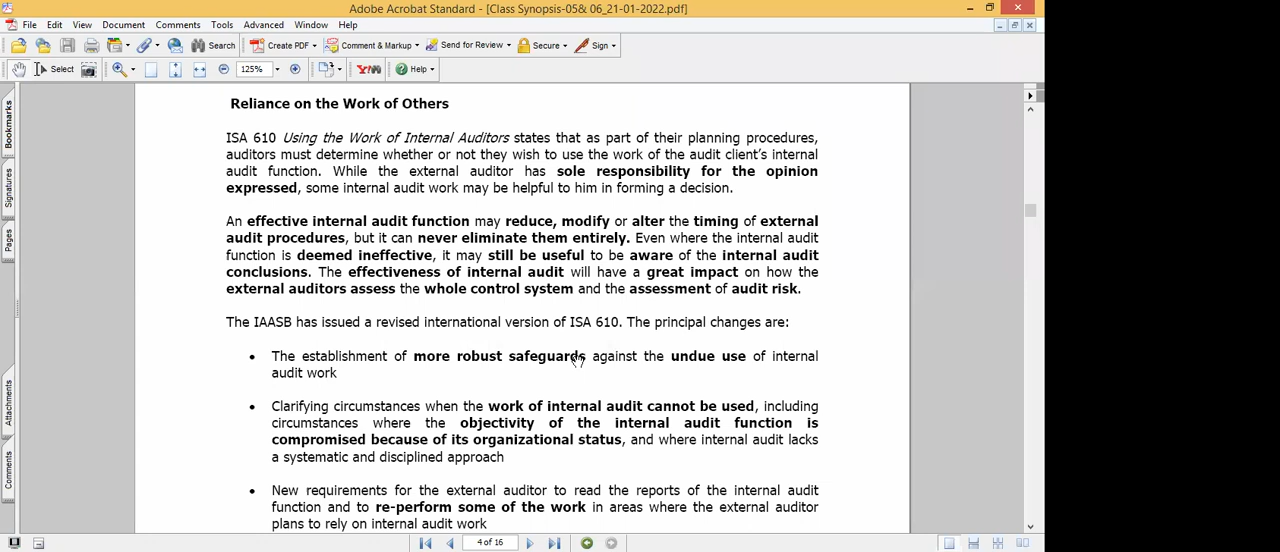 Adobe Acrobat Standard - [Class Synopsis-05& 06_21-01-2022.pdf]
File Edit View Document Comments Tools Advanced Window Help
Search Create PDF Comment & Markup Send for Review Secure Sign
Select 125% Y! Help
Bookmarks
Signatures
Pages
Attachments
Comments
Reliance on the Work of Others
ISA 610 Using the Work of Internal Auditors states that as part of their planning procedures,
auditors must determine whether or not they wish to use the work of the audit client's internal
audit function. While the external auditor has sole responsibility for the opinion
expressed, some internal audit work may be helpful to him in forming a decision.
An effective internal audit function may reduce, modify or alter the timing of external
audit procedures, but it can never eliminate them entirely. Even where the internal audit
function is deemed ineffective, it may still be useful to be aware of the internal audit
conclusions. The effectiveness of internal audit will have a great impact on how the
external auditors assess the whole control system and the assessment of audit risk.
The IAASB has issued a revised international version of ISA 610. The principal changes are:
• The establishment of more robust safeguards against the undue use of internal
audit work
• Clarifying circumstances when the work of internal audit cannot be used, including
circumstances where the objectivity of the internal audit function is
compromised because of its organizational status, and where internal audit lacks
a systematic and disciplined approach
• New requirements for the external auditor to read the reports of the internal audit
function and to re-perform some of the work in areas where the external auditor
plans to rely on internal audit work
4 of 16